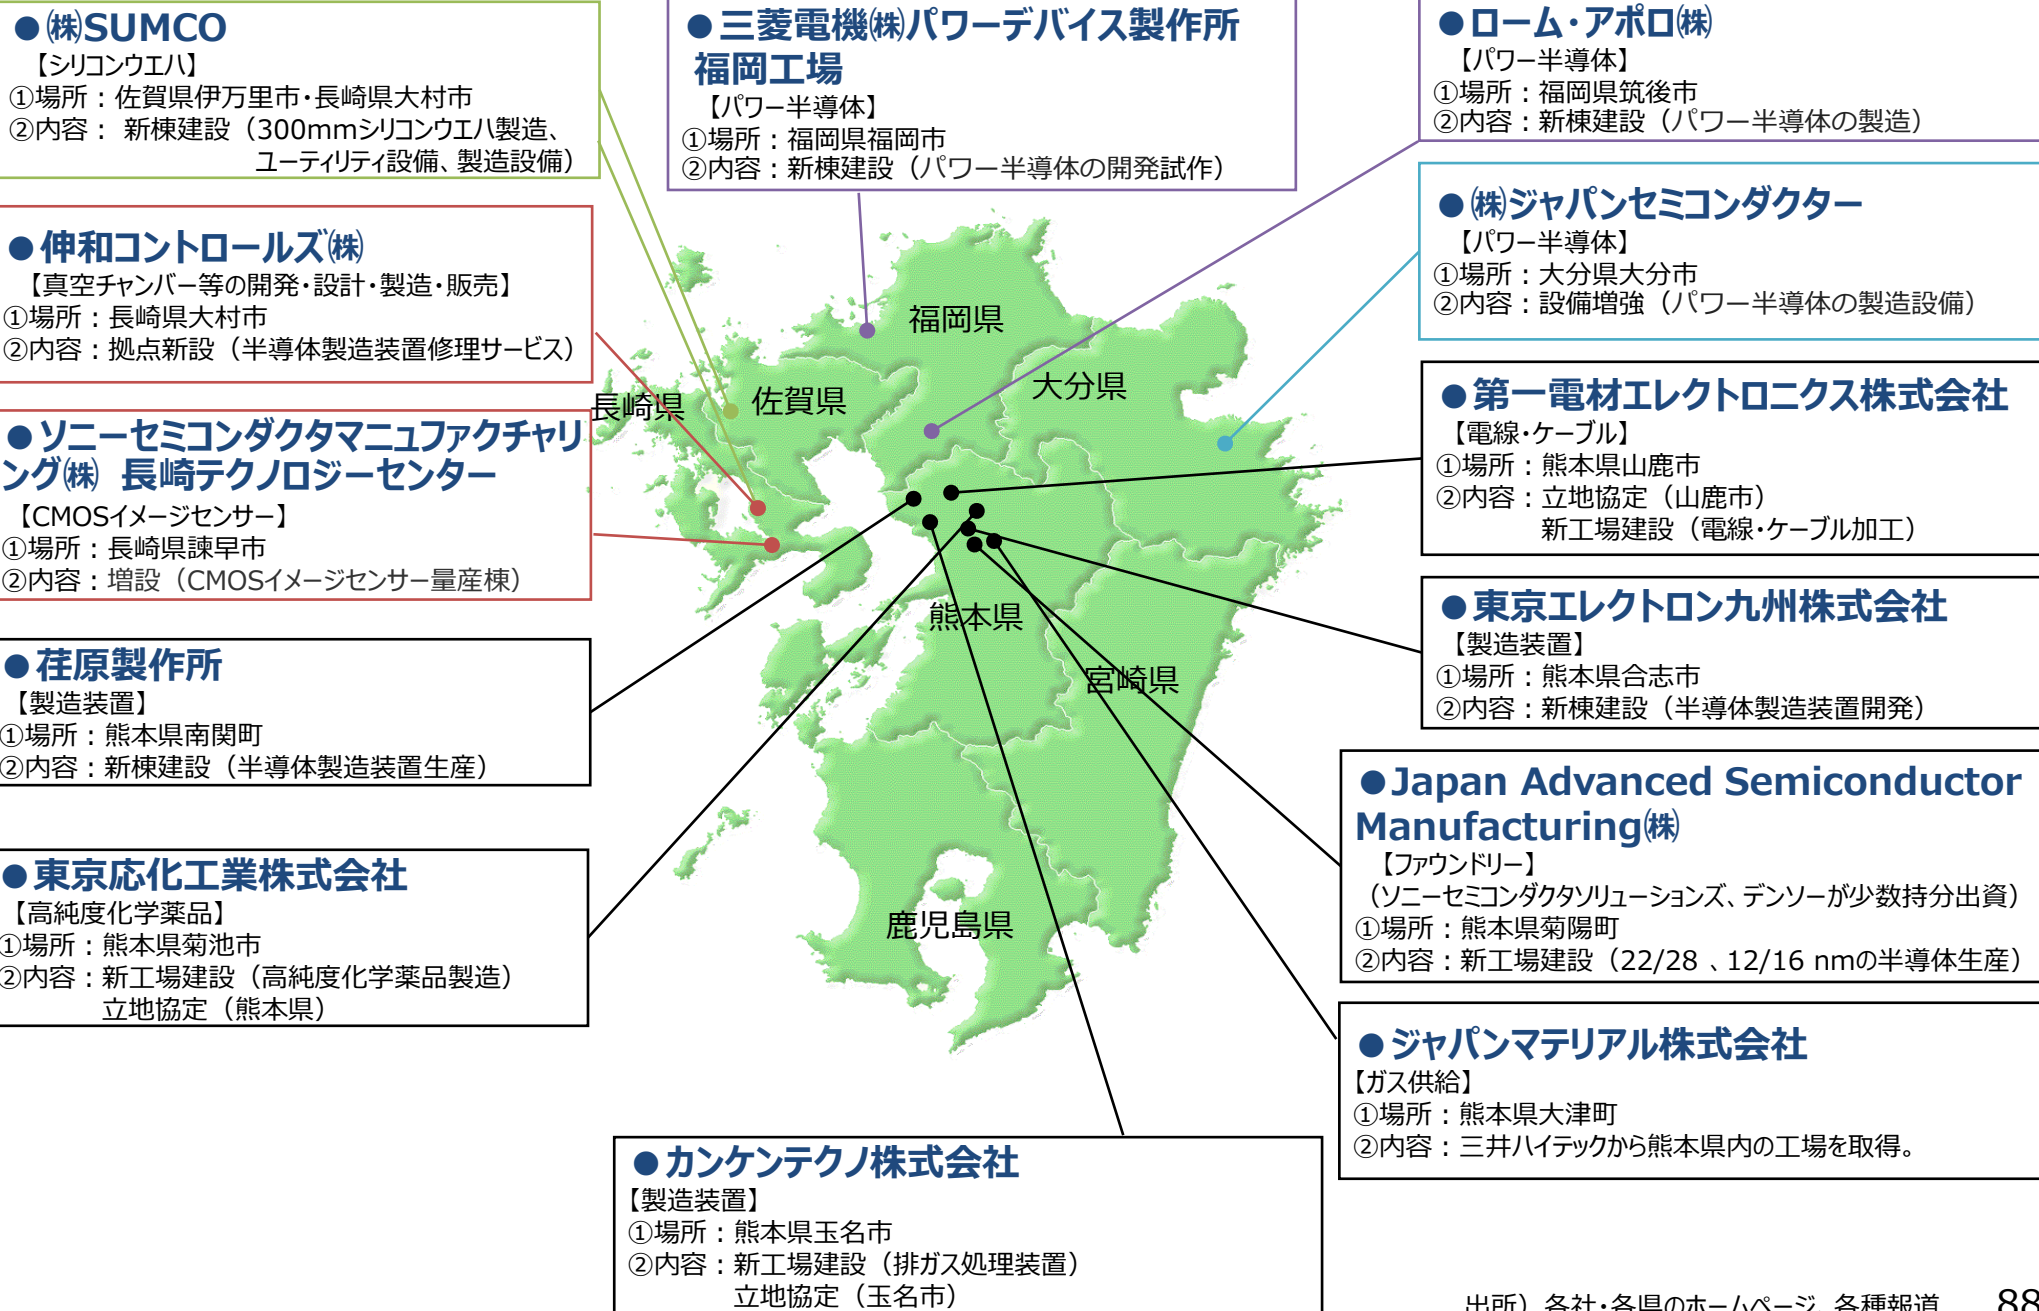 ●㈱SUMCO
【シリコンウエハ】
①場所：佐賀県伊万里市・長崎県大村市
②内容： 新棟建設（300mmシリコンウエハ製造、
ユーティリティ設備、製造設備）
●三菱電機㈱パワーデバイス製作所
福岡工場
【パワー半導体】
①場所：福岡県福岡市
②内容：新棟建設（パワー半導体の開発試作）
●ローム・アポロ㈱
【パワー半導体】
①場所：福岡県筑後市
②内容：新棟建設（パワー半導体の製造）
●伸和コントロールズ㈱
【真空チャンバー等の開発・設計・製造・販売】
①場所：長崎県大村市
②内容：拠点新設（半導体製造装置修理サービス）
●㈱ジャパンセミコンダクター
【パワー半導体】
①場所：大分県大分市
②内容：設備増強（パワー半導体の製造設備）
●ソニーセミコンダクタマニュファクチャリ
ング㈱ 長崎テクノロジーセンター
【CMOSイメージセンサー】
①場所：長崎県諫早市
②内容：増設（CMOSイメージセンサー量産棟）
●第一電材エレクトロニクス株式会社
【電線・ケーブル】
①場所：熊本県山鹿市
②内容：立地協定（山鹿市）
新工場建設（電線・ケーブル加工）
福岡県
大分県
佐賀県
長崎県
熊本県
宮崎県
鹿児島県
●荏原製作所
【製造装置】
①場所：熊本県南関町
②内容：新棟建設（半導体製造装置生産）
●東京エレクトロン九州株式会社
【製造装置】
①場所：熊本県合志市
②内容：新棟建設（半導体製造装置開発）
●東京応化工業株式会社
【高純度化学薬品】
①場所：熊本県菊池市
②内容：新工場建設（高純度化学薬品製造）
立地協定（熊本県）
●Japan Advanced Semiconductor
Manufacturing㈱
【ファウンドリー】
（ソニーセミコンダクタソリューションズ、デンソーが少数持分出資）
①場所：熊本県菊陽町
②内容：新工場建設（22/28 、12/16 nmの半導体生産）
●ジャパンマテリアル株式会社
【ガス供給】
①場所：熊本県大津町
②内容：三井ハイテックから熊本県内の工場を取得。
●カンケンテクノ株式会社
【製造装置】
①場所：熊本県玉名市
②内容：新工場建設（排ガス処理装置）
立地協定（玉名市）
出所）各社・各県のホームページ、各種報道
88